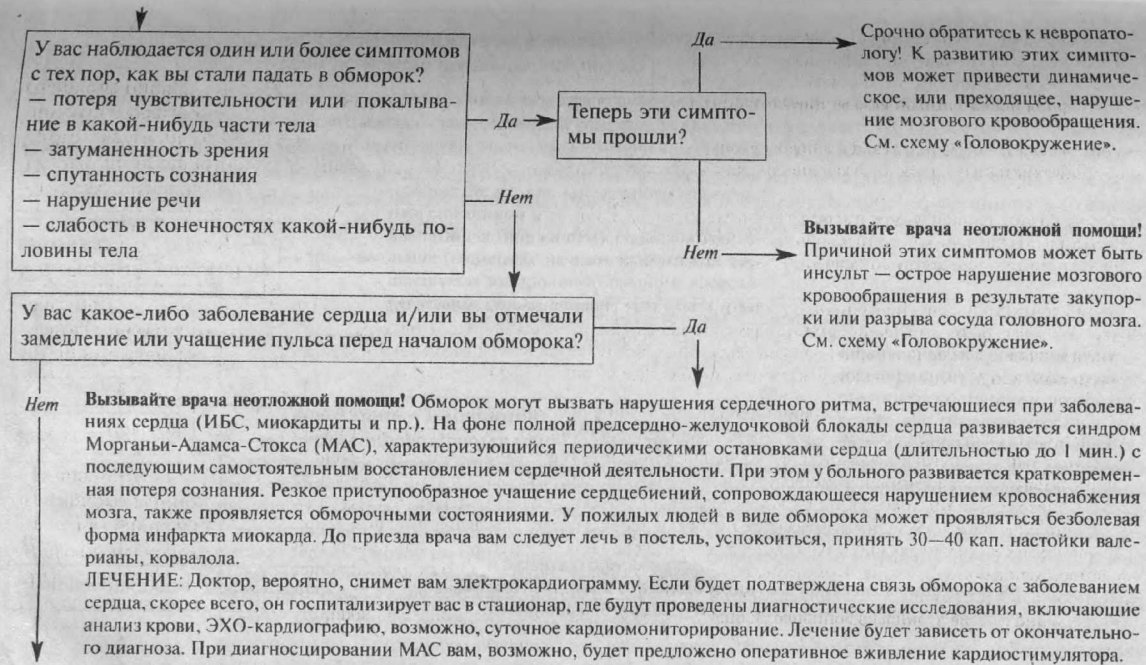 У вас наблюдается один или более симптомов
с тех пор, как вы стали падать в обморок?
— потеря чувствительности или покалыва-
ние в какой-нибудь части тела
— затуманенность зрения
— спутанность сознания
— нарушение речи
— слабость в конечностях какой-нибудь по-
ловины тела
Да
Теперь эти симпто-
мы прошли?
Да
Срочно обратитесь к невропато-
логу! К развитию этих симпто-
мов может привести динамиче-
ское, или преходящее, наруше-
ние мозгового кровообращения.
См. схему «Головокружение».
Нет
Нет
Вызывайте врача неотложной помощи!
Причиной этих симптомов может быть
инсульт — острое нарушение мозгового
кровообращения в результате закупор-
ки или разрыва сосуда головного мозга.
См. схему «Головокружение».
У вас какое-либо заболевание сердца и/или вы отмечали
замедление или учащение пульса перед началом обморока?
Да
Нет
Вызывайте врача неотложной помощи! Обморок могут вызвать нарушения сердечного ритма, встречающиеся при заболева-
ниях сердца (ИБС, миокардиты и пр.). На фоне полной предсердно-желудочковой блокады сердца развивается синдром
Морганьи-Адамса-Стокса (МАС), характеризующийся периодическими остановками сердца (длительностью до 1 мин.) с
последующим самостоятельным восстановлением сердечной деятельности. При этом у больного развивается кратковремен-
ная потеря сознания. Резкое приступообразное учащение сердцебиений, сопровождающееся нарушением кровоснабжения
мозга, также проявляется обморочными состояниями. У пожилых людей в виде обморока может проявляться безболевая
форма инфаркта миокарда. До приезда врача вам следует лечь в постель, успокоиться, принять 30—40 кап. настойки вале-
рианы, корвалола.
ЛЕЧЕНИЕ: Доктор, вероятно, снимет вам электрокардиограмму. Если будет подтверждена связь обморока с заболеванием
сердца, скорее всего, он госпитализирует вас в стационар, где будут проведены диагностические исследования, включающие
анализ крови, ЭХО-кардиографию, возможно, суточное кардиомониторирование. Лечение будет зависеть от окончательно-
го диагноза. При диагносцировании МАС вам, возможно, будет предложено оперативное вживление кардиостимулятора.